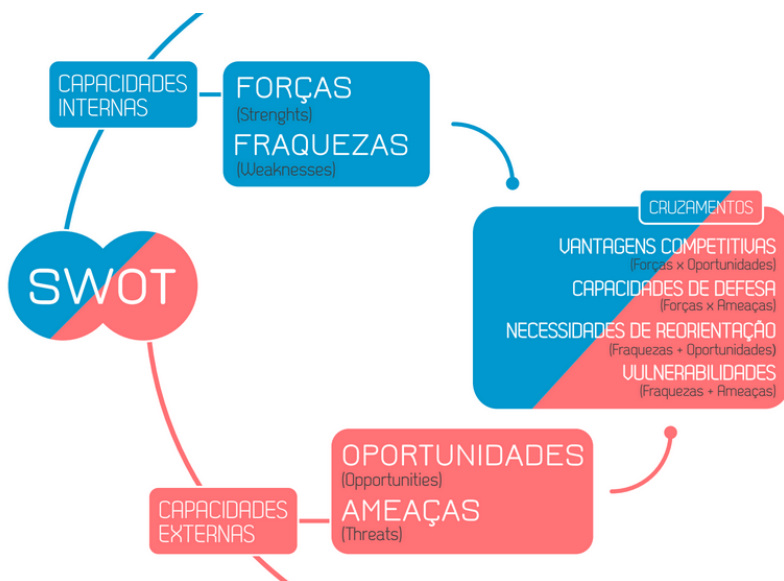 CAPACIDADES
INTERNAS
FORÇAS
(Strenghts)
FRAQUEZAS
(Weaknesses)
SWOT
CRUZAMENTOS
VANTAGENS COMPETITIVAS
(Forças x Oportunidades)
CAPACIDADES DE DEFESA
(Forças x Ameaças)
NECESSIDADES DE REORIENTAÇÃO
(Fraquezas + Oportunidades)
VULNERABILIDADES
(Fraquezas + Ameaças)
OPORTUNIDADES
(Opportunities)
AMEAÇAS
(Threats)
CAPACIDADES
EXTERNAS